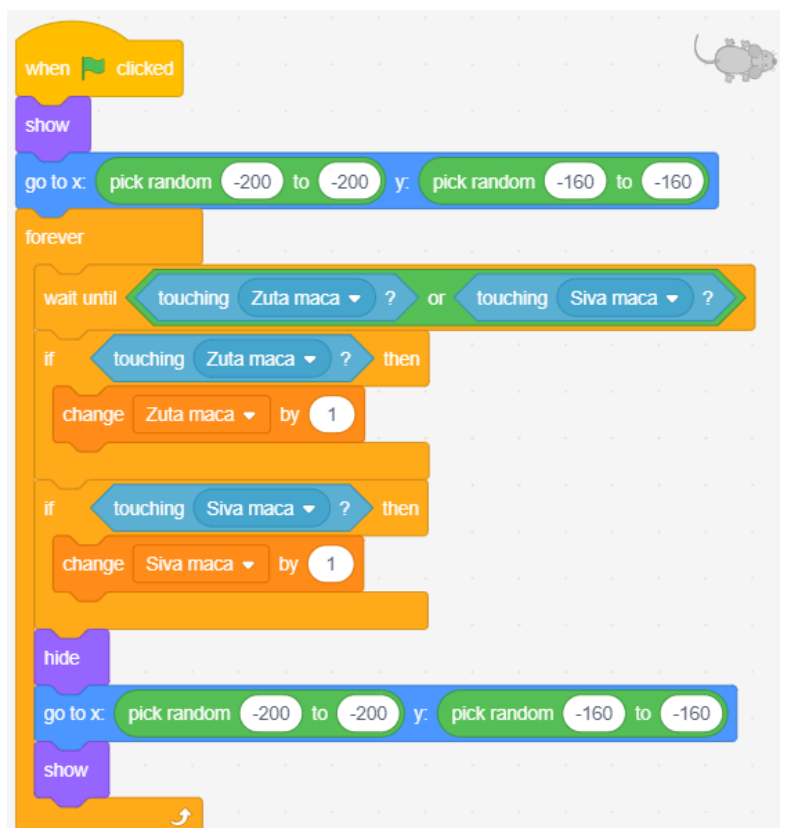 when clicked
show
go to x: pick random -200 to -200 y: pick random -160 to -160
forever
wait until touching Zuta maca ? or touching Siva maca ?
if touching Zuta maca ? then
change Zuta maca by 1
if touching Siva maca ? then
change Siva maca by 1
hide
go to x: pick random -200 to -200 y: pick random -160 to -160
show